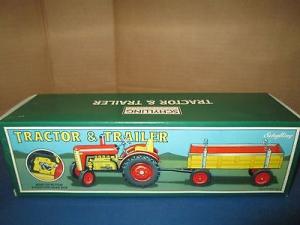 SCHYLLING
TRACTOR & TRAILER
TRACTOR & TRAILER
Schylling